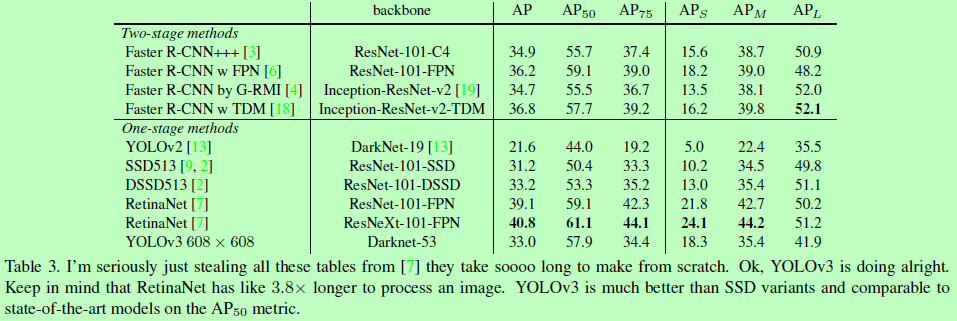 backbone AP AP50 AP75 APS APM APL
Two-stage methods
Faster R-CNN+++ [3] ResNet-101-C4 34.9 55.7 37.4 15.6 38.7 50.9
Faster R-CNN w FPN [6] ResNet-101-FPN 36.2 59.1 39.0 18.2 39.0 48.2
Faster R-CNN by G-RMI [4] Inception-ResNet-v2 [19] 34.7 55.5 36.7 13.5 38.1 52.0
Faster R-CNN w TDM [18] Inception-ResNet-v2-TDM 36.8 57.7 39.2 16.2 39.8 52.1
One-stage methods
YOLOv2 [13] DarkNet-19 [13] 21.6 44.0 19.2 5.0 22.4 35.5
SSD513 [9, 2] ResNet-101-SSD 31.2 50.4 33.3 10.2 34.5 49.8
DSSD513 [2] ResNet-101-DSSD 33.2 53.3 35.2 13.0 35.4 51.1
RetinaNet [7] ResNet-101-FPN 39.1 59.1 42.3 21.8 42.7 50.2
RetinaNet [7] ResNeXt-101-FPN 40.8 61.1 44.1 24.1 44.2 51.2
YOLOv3 608 × 608 Darknet-53 33.0 57.9 34.4 18.3 35.4 41.9
Table 3. I'm seriously just stealing all these tables from [7] they take soooo long to make from scratch. Ok, YOLOv3 is doing alright.
Keep in mind that RetinaNet has like 3.8× longer to process an image. YOLOv3 is much better than SSD variants and comparable to
state-of-the-art models on the AP50 metric.